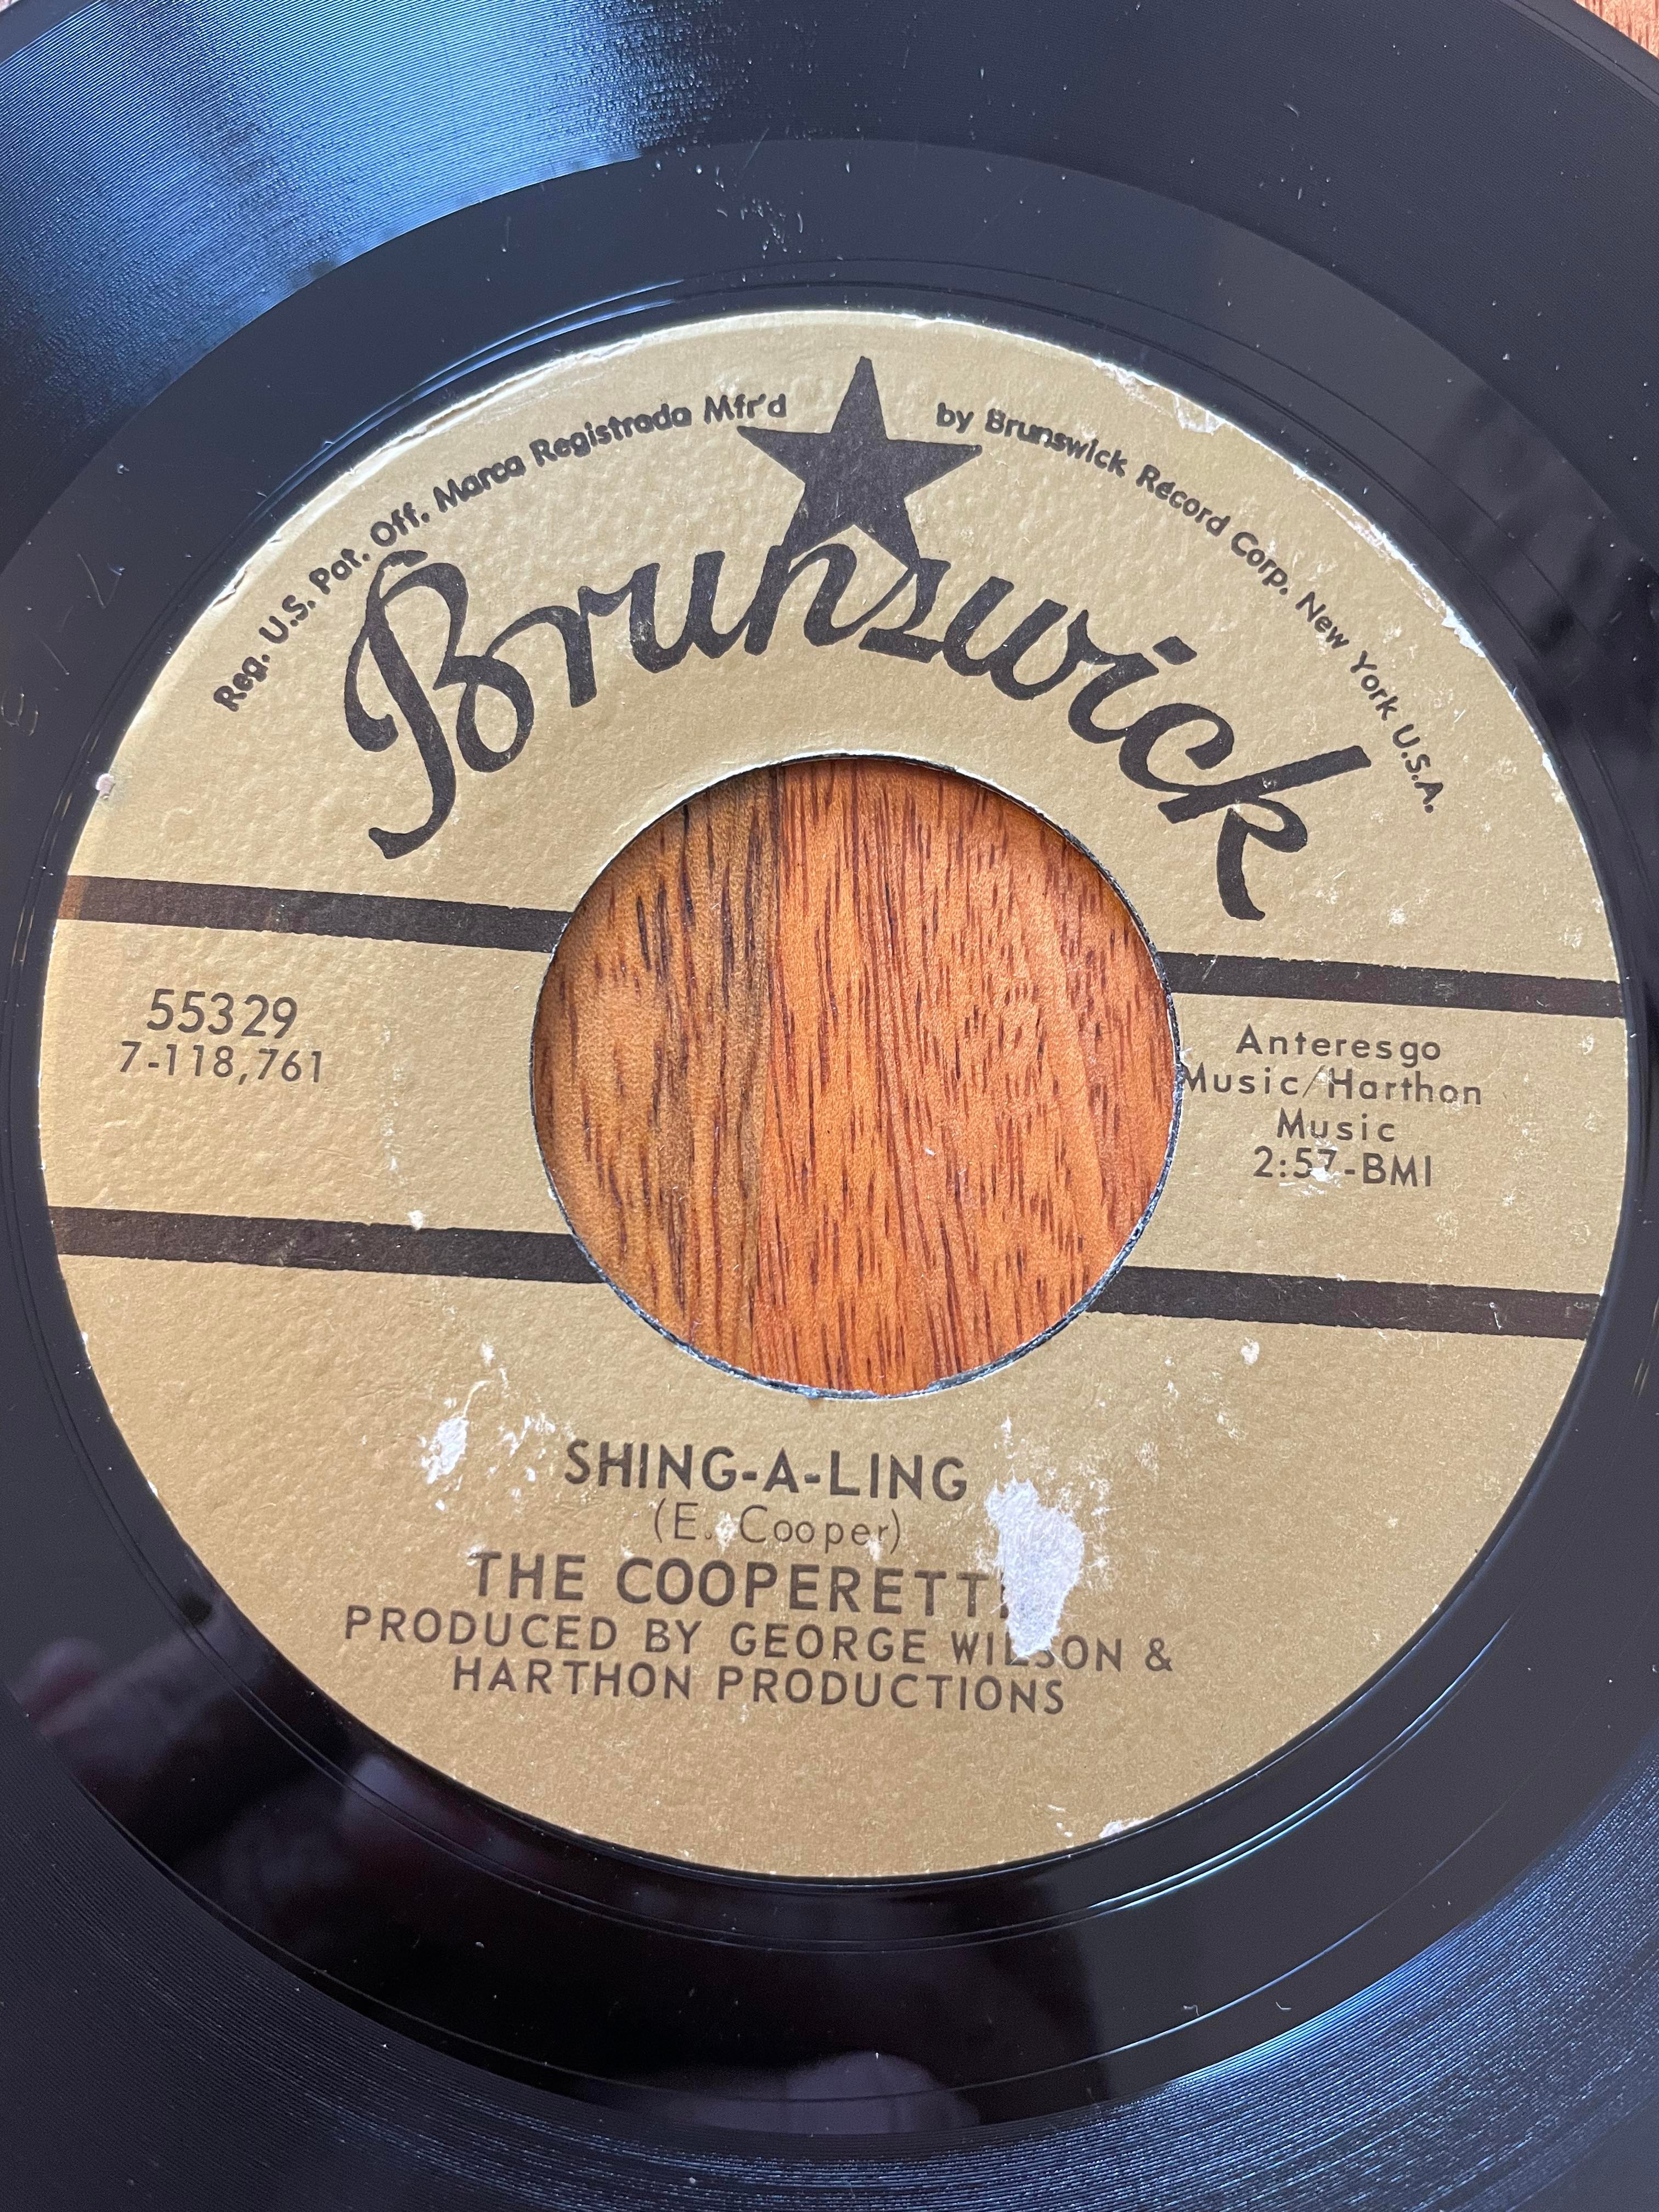 Reg. U.S. Pat. Off. Marca Registrada Mfr'd by Brunswick Record Corp. New York U.S.A.
Brunswick
55329
7-118,761
Anteresgo
Music/Harthon
Music
2:57-BMI
SHING-A-LING
(E. Cooper)
THE
PRODUCED BY GEORGE WILSON &
HARTHON PRODUCTIONS